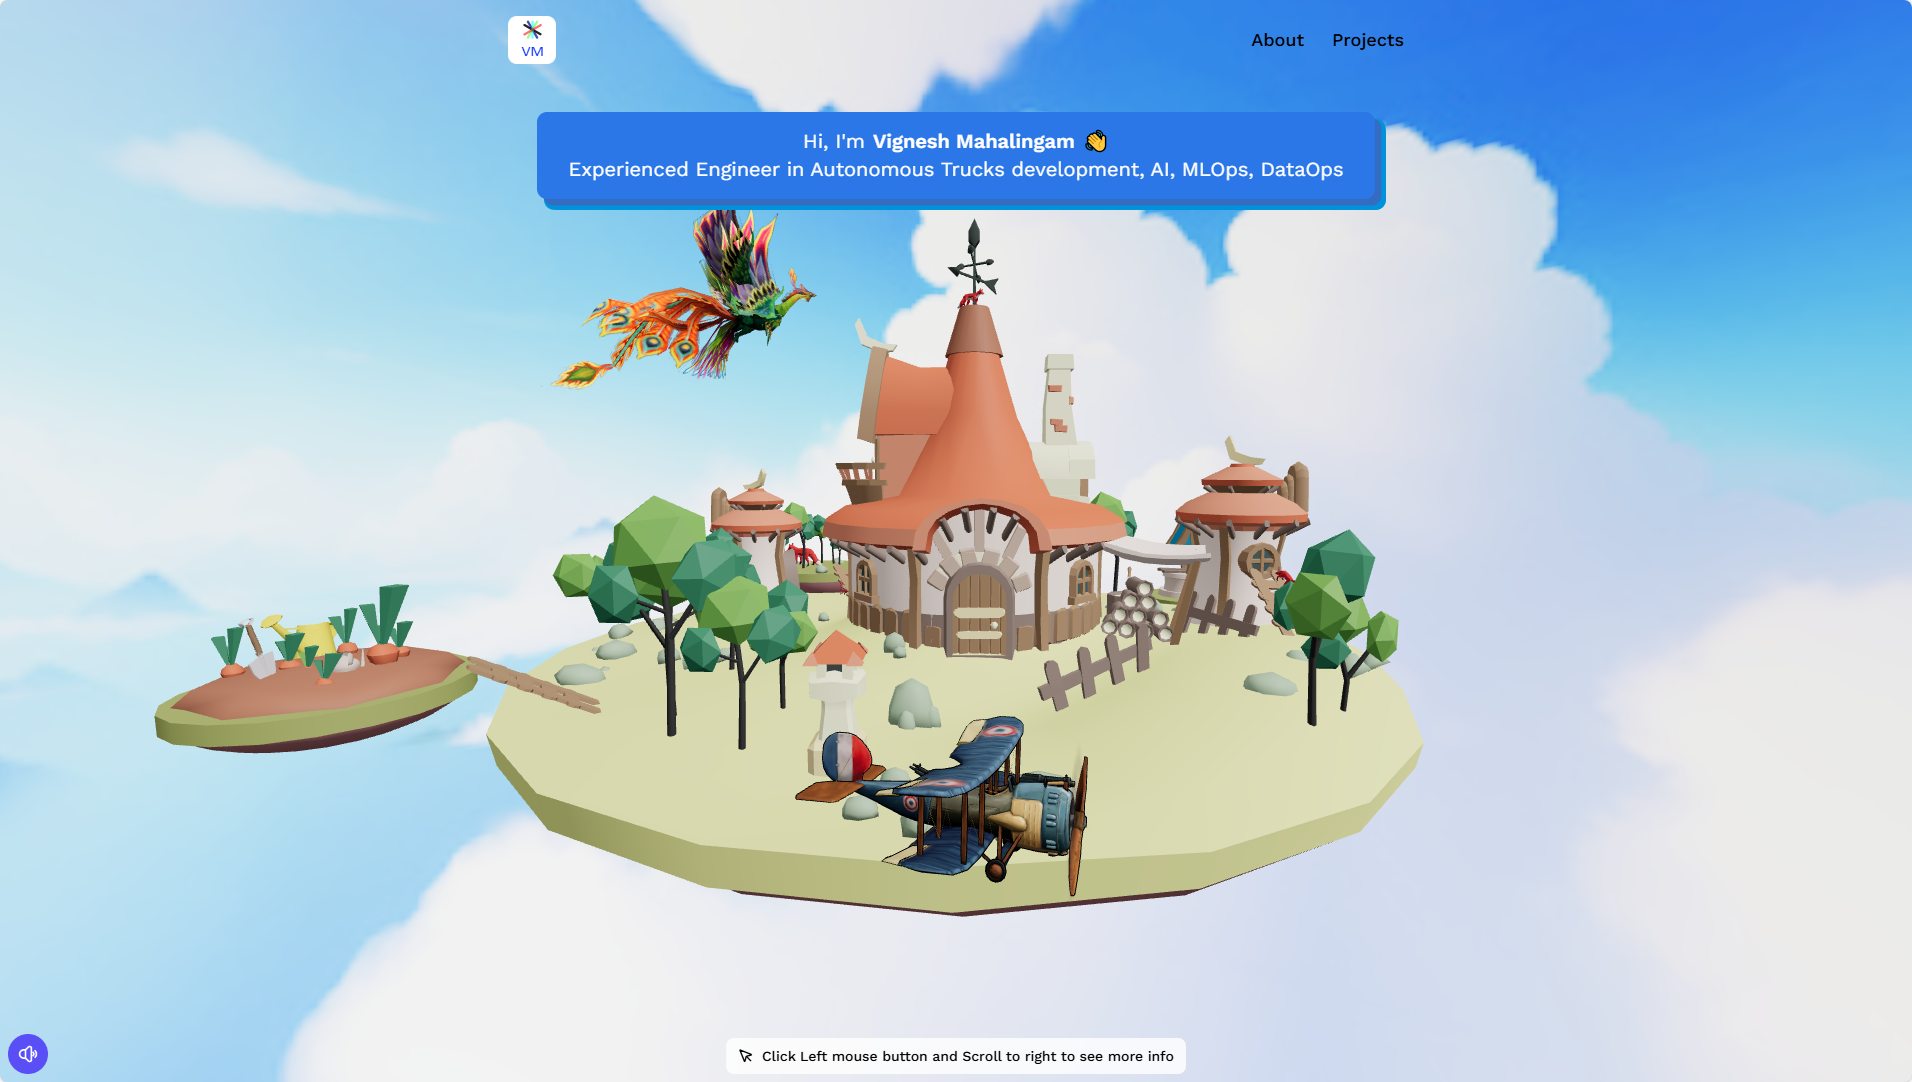 VM
About Projects
Hi, I'm Vignesh Mahalingam 👋
Experienced Engineer in Autonomous Trucks development, AI, MLOps, DataOps
Click Left mouse button and Scroll to right to see more info